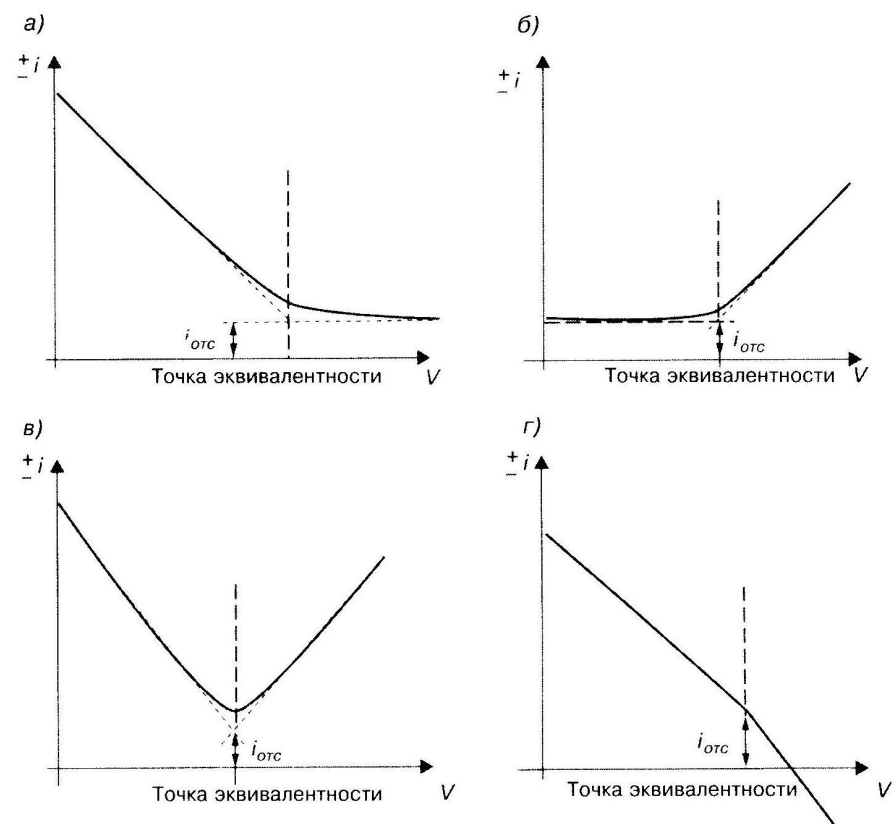 а)
± i
i отс
Точка эквивалентности V
б)
± i
i отс
Точка эквивалентности V
в)
± i
i отс
Точка эквивалентности V
г)
± i
i отс
Точка эквивалентности V